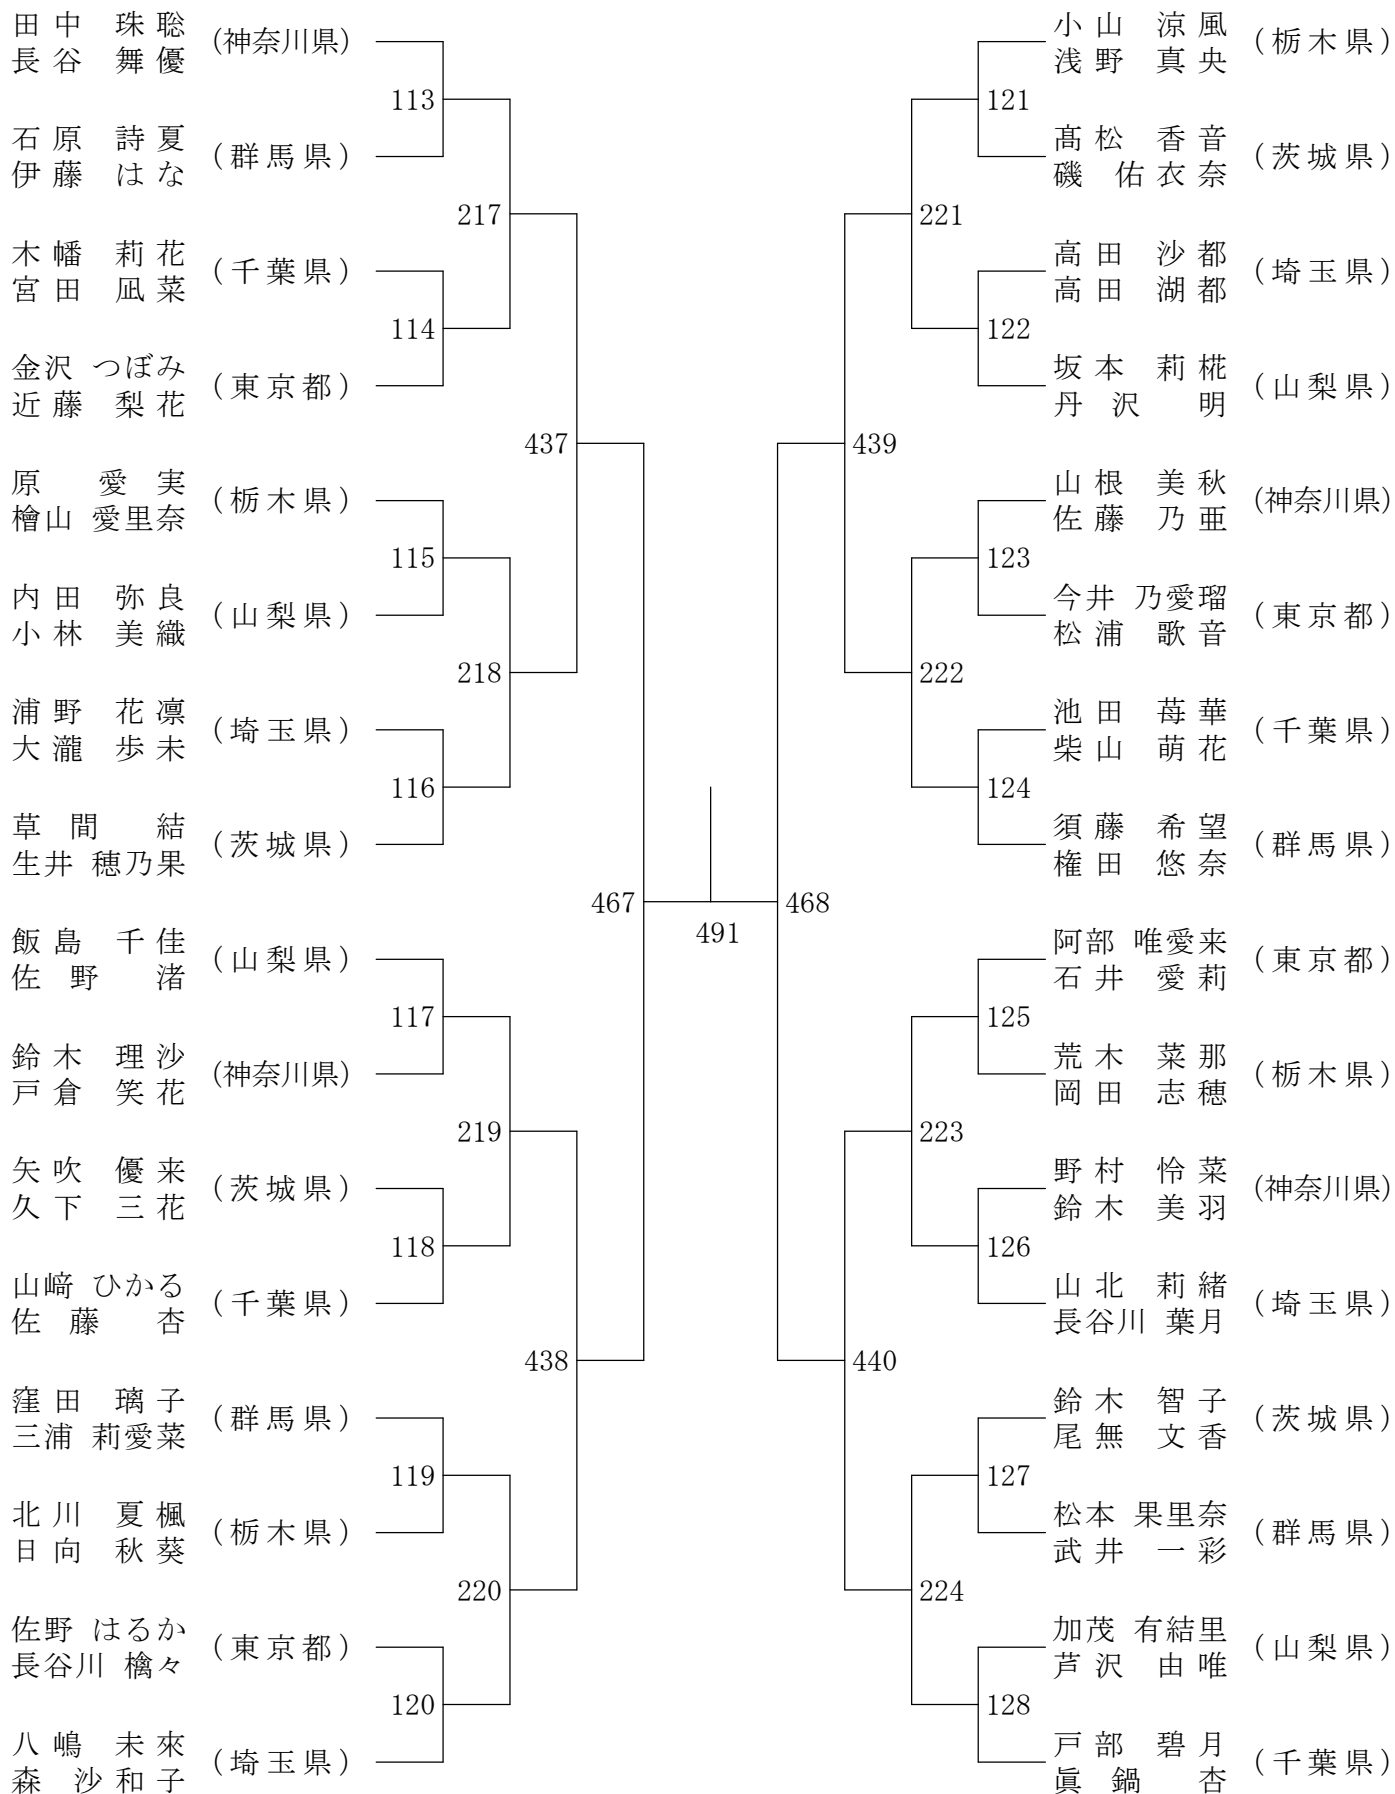 田中 珠聡
長谷 舞優
(神奈川県)
113
石原 詩夏
伊藤 はな
(群馬県)
217
木幡 莉花
宮田 凪菜
(千葉県)
114
金沢 つぼみ
近藤 梨花
(東京都)
437
原 愛実
檜山 愛里奈
(栃木県)
115
内田 弥良
小林 美織
(山梨県)
218
浦野 花凛
大瀧 歩未
(埼玉県)
116
草間 結
生井 穂乃果
(茨城県)
467
飯島 千佳
佐野 渚
(山梨県)
117
鈴木 理沙
戸倉 笑花
(神奈川県)
219
矢吹 優来
久下 三花
(茨城県)
118
山﨑 ひかる
佐藤 杏
(千葉県)
438
窪田 璃子
三浦 莉愛菜
(群馬県)
119
北川 夏楓
日向 秋葵
(栃木県)
220
佐野 はるか
長谷川 檎々
(東京都)
120
八嶋 未來
森 沙和子
(埼玉県)
491
小山 涼風
浅野 真央
(栃木県)
121
髙松 香音
磯 佑衣奈
(茨城県)
221
高田 沙都
高田 湖都
(埼玉県)
122
坂本 莉椛
丹沢 明
(山梨県)
439
山根 美秋
佐藤 乃亜
(神奈川県)
123
今井 乃愛瑠
松浦 歌音
(東京都)
222
池田 苺華
柴山 萌花
(千葉県)
124
須藤 希望
権田 悠奈
(群馬県)
468
阿部 唯愛来
石井 愛莉
(東京都)
125
荒木 菜那
岡田 志穂
(栃木県)
223
野村 怜菜
鈴木 美羽
(神奈川県)
126
山北 莉緒
長谷川 葉月
(埼玉県)
440
鈴木 智子
尾無 文香
(茨城県)
127
松本 果里奈
武井 一彩
(群馬県)
224
加茂 有結里
芦沢 由唯
(山梨県)
128
戸部 碧月
眞鍋 杏
(千葉県)